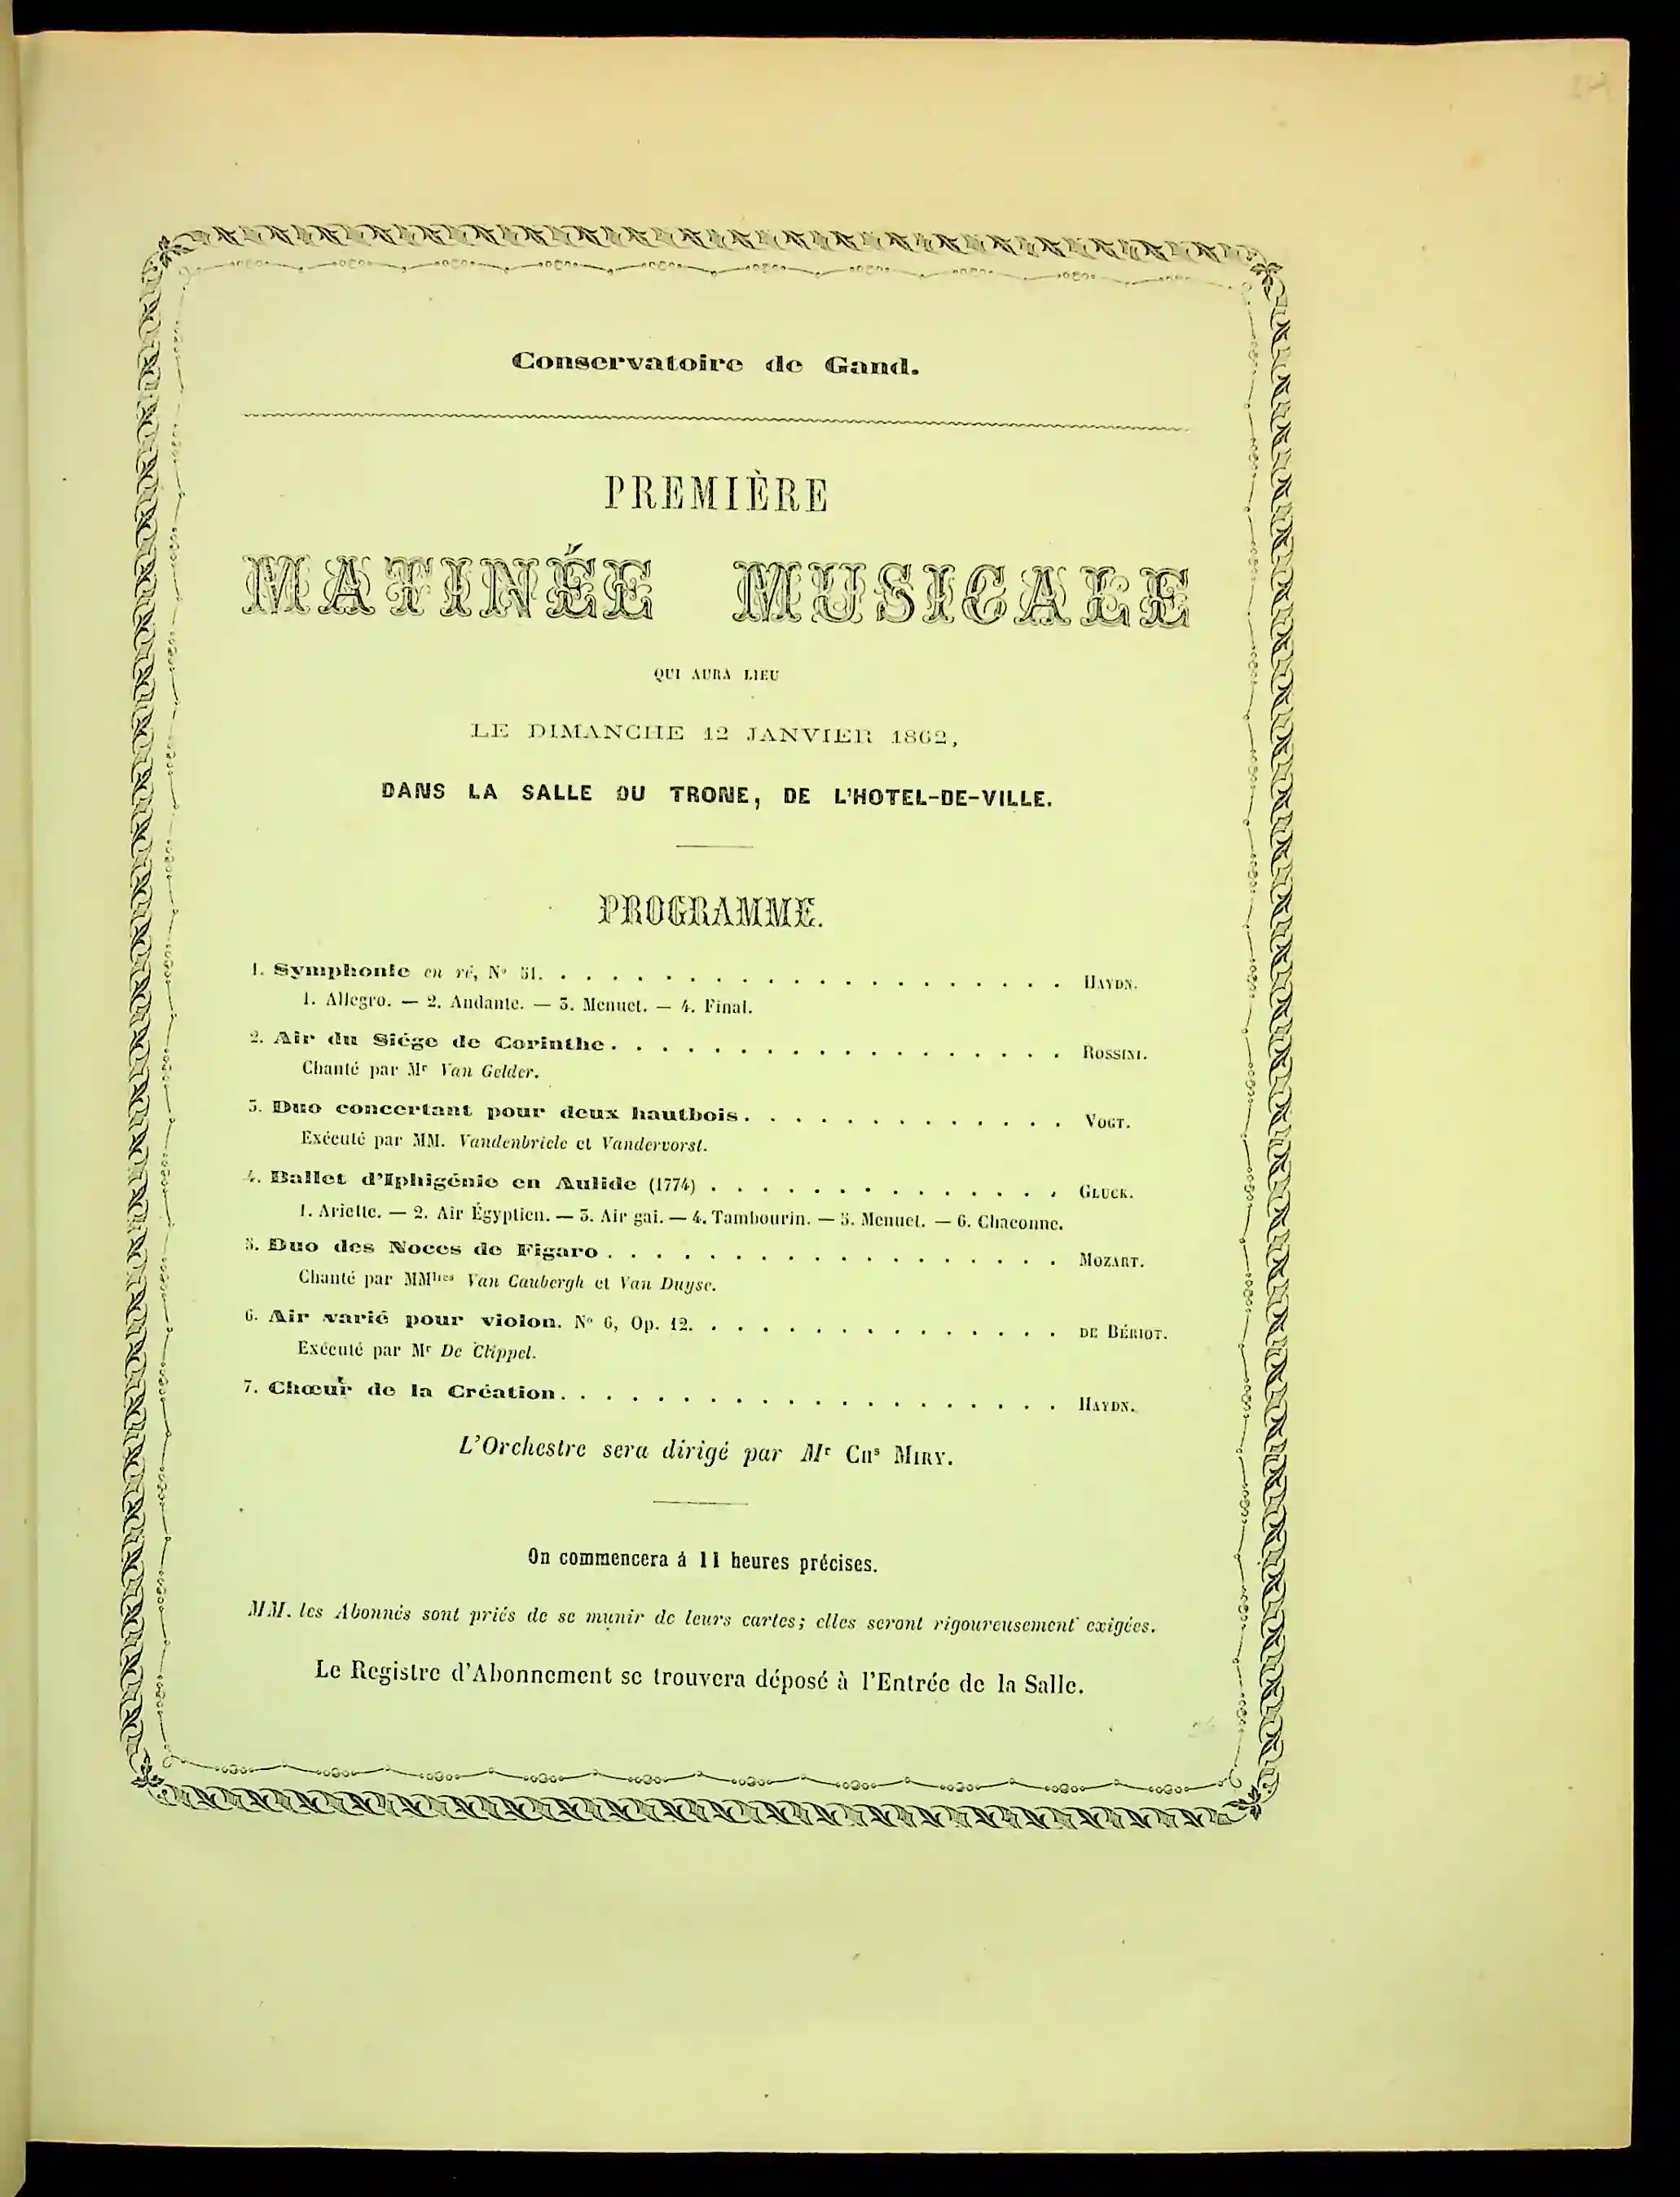 Conservatoire de Gand.
PREMIÈRE
MATINÉE MUSICALE
QUI AURA LIEU
LE DIMANCHE 12 JANVIER 1862,
DANS LA SALLE DU TRONE, DE L'HOTEL-DE-VILLE.
PROGRAMME.
1. Symphonie en ré, No 51. . . . . . . . . . . . . . . . . . . . . HAYDN.
1. Allegro. — 2. Andante. — 3. Menuet. — 4. Final.
2. Air du Siége de Corinthe. . . . . . . . . . . . . . . . . . ROSSINI.
Chanté par Mr Van Gelder.
3. Duo concertant pour deux hautbois. . . . . . . . . . . . . VOGT.
Exécuté par MM. Vandenbriele et Vandervorst.
4. Ballet d'Iphigénie en Aulide (1774) . . . . . . . . . . . . . . GLUCK.
1. Ariette. — 2. Air Égyptien. — 3. Air gai. — 4. Tambourin. — 5. Menuet. — 6. Chaconne.
5. Duo des Noces de Figaro . . . . . . . . . . . . . . . . . . MOZART.
Chanté par MMlles Van Caubergh et Van Duyse.
6. Air varié pour violon. No 6, Op. 12. . . . . . . . . . . . . . . DE BÉRIOT.
Exécuté par Mr De Clippel.
7. Chœur de la Création. . . . . . . . . . . . . . . . . . . . HAYDN.
L'Orchestre sera dirigé par Mr CHs MIRY.
On commencera à 11 heures précises.
MM. les Abonnés sont priés de se munir de leurs cartes; elles seront rigoureusement exigées.
Le Registre d'Abonnement se trouvera déposé à l'Entrée de la Salle.